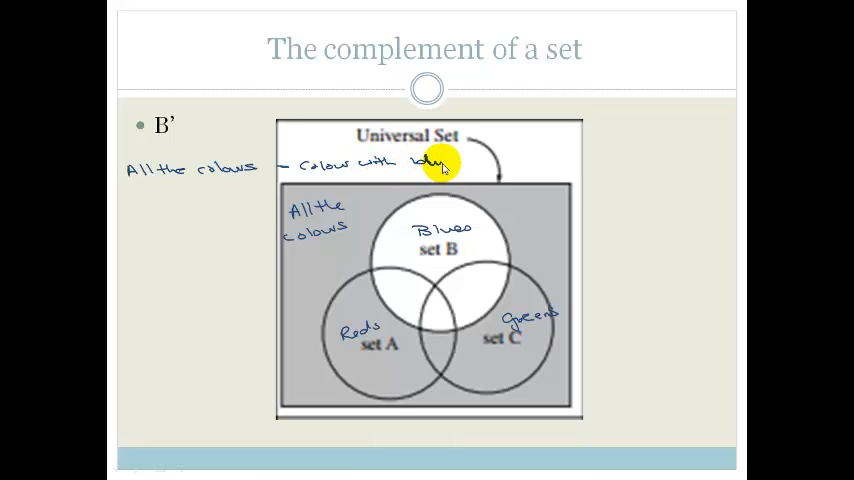 The complement of a set
B’
Universal Set
All the colours - colour with
All the
colours
Blues
set B
Reds
set A
Greens
set C